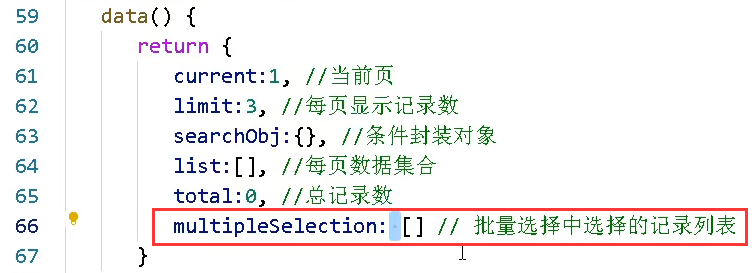 59 data() {
60 return {
61 current:1, //当前页
62 limit:3, //每页显示记录数
63 searchObj:{}, //条件封装对象
64 list:[], //每页数据集合
65 total:0, //总记录数
66 multipleSelection: [] // 批量选择中选择的记录列表
67 }